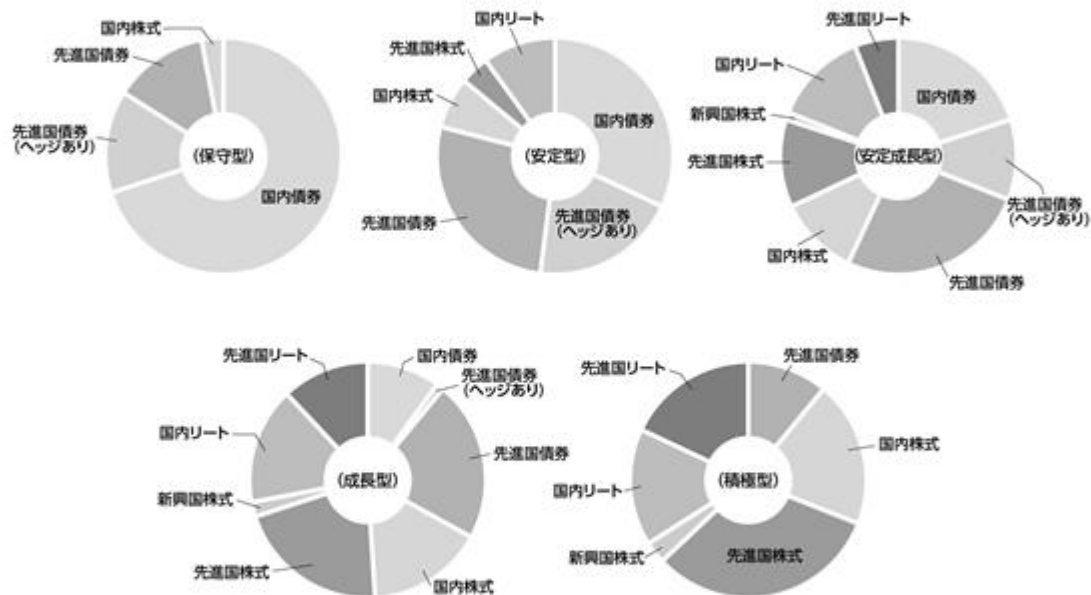 国内株式
先進国債券
先進国債券
(ヘッジあり)
(保守型)
国内債券
国内リート
先進国株式
国内株式
国内債券
(安定型)
先進国債券
先進国債券
(ヘッジあり)
先進国リート
国内リート
国内債券
新興国株式
先進国株式
(安定成長型)
先進国債券
(ヘッジあり)
国内株式
先進国債券
先進国リート
国内債券
先進国債券
(ヘッジあり)
国内リート
先進国債券
(成長型)
新興国株式
先進国株式
国内株式
先進国リート
先進国債券
国内株式
国内リート
(積極型)
新興国株式
先進国株式